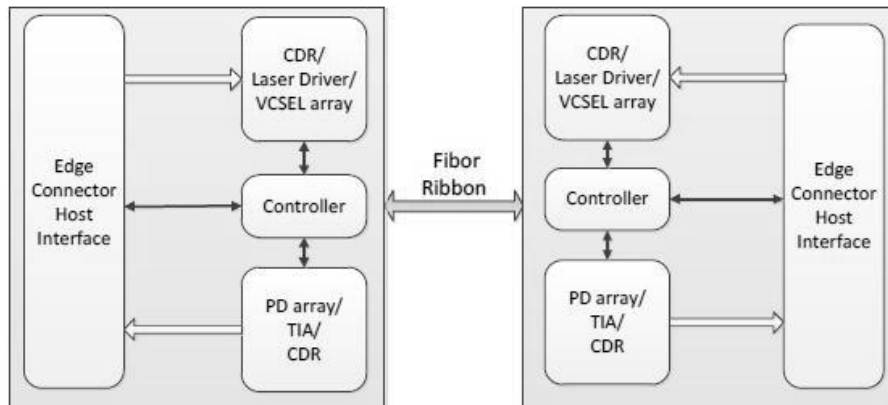 Edge
Connector
Host
Interface
CDR/
Laser Driver/
VCSEL array
Controller
PD array/
TIA/
CDR
Fibor
Ribbon
CDR/
Laser Driver/
VCSEL array
Controller
PD array/
TIA/
CDR
Edge
Connector
Host
Interface